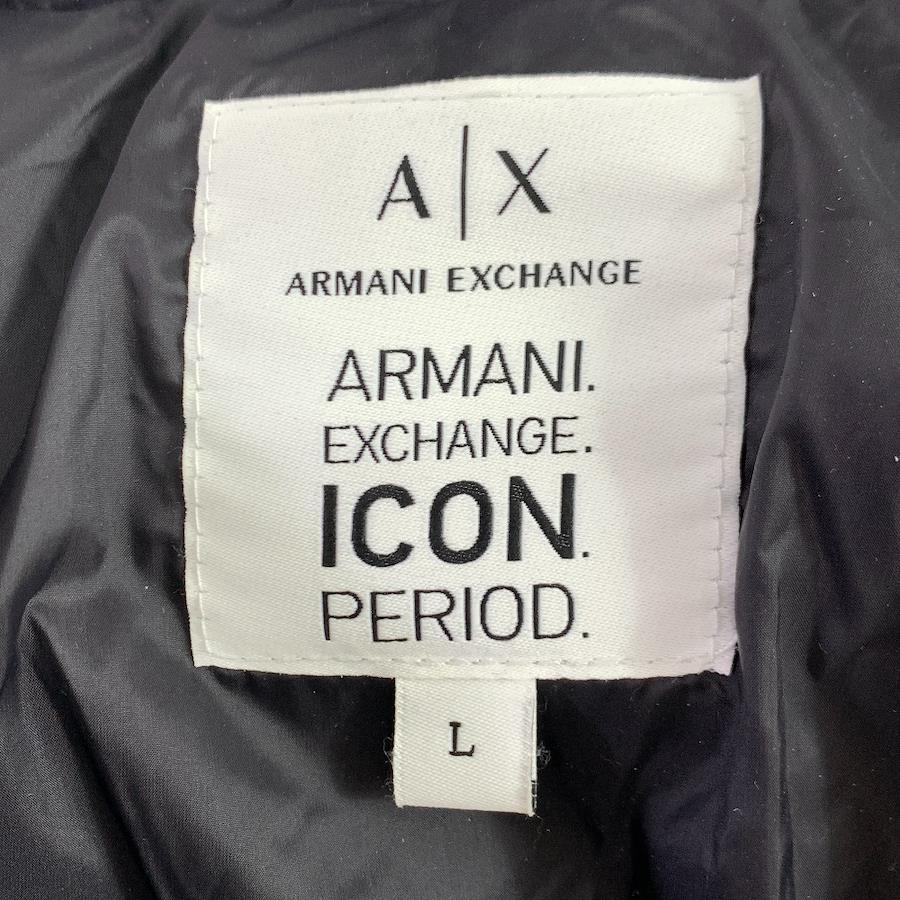 A|X
ARMANI EXCHANGE
ARMANI.
EXCHANGE.
ICON.
PERIOD.
L